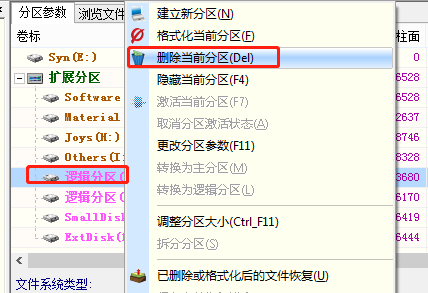 分区参数 浏览文件
卷标 柱面
Syn(E:) 0
扩展分区 6528
Software 6528
Material
Joys(H:) 8746
Others(I: 8328
逻辑分区( 3680
逻辑分区( 6170
SmallDisk 6419
ExtDisk(M 6444
文件系统类型:
建立新分区(N)
格式化当前分区(F)
删除当前分区(Del)
隐藏当前分区(F4)
激活当前分区(F7)
取消分区激活状态(A)
更改分区参数(F11)
转换为主分区(M)
转换为逻辑分区(L)
调整分区大小(Ctrl_F11)
拆分分区(S)
已删除或格式化后的文件恢复(U)